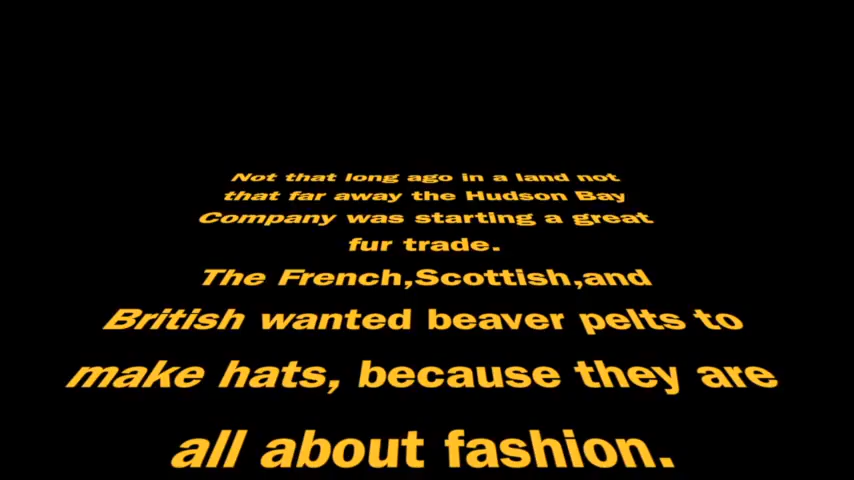 Not that long ago in a land not
that far away the Hudson Bay
Company was starting a great
fur trade.
The French,Scottish,and
British wanted beaver pelts to
make hats, because they are
all about fashion.